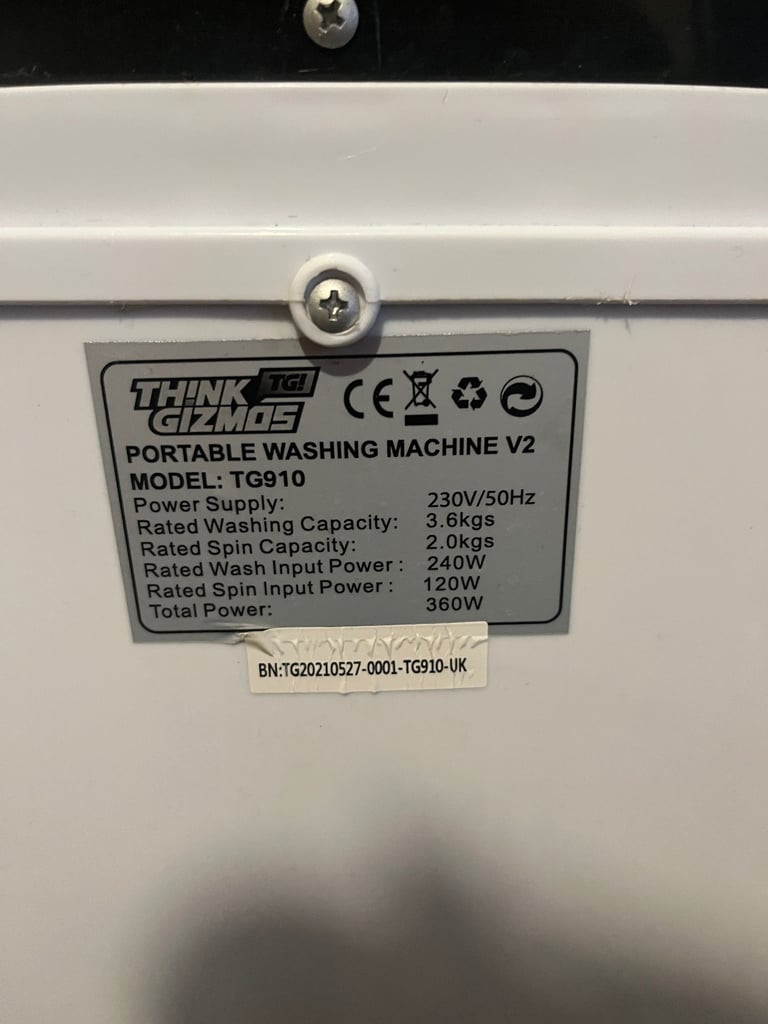 THINK TG!
GIZMOS
CE
PORTABLE WASHING MACHINE V2
MODEL: TG910
Power Supply: 230V/50Hz
Rated Washing Capacity: 3.6kgs
Rated Spin Capacity: 2.0kgs
Rated Wash Input Power : 240W
Rated Spin Input Power : 120W
Total Power: 360W
BN:TG20210527-0001-TG910-UK